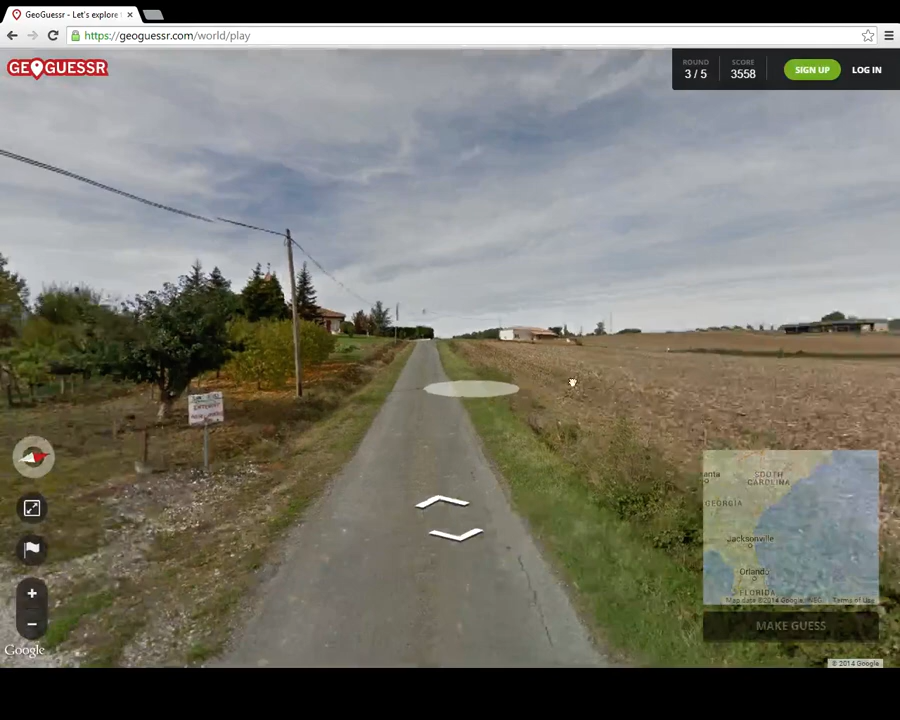 GeoGuessr - Let's explore
https://geoguessr.com/world/play
GEOGUESSR
ROUND
3 / 5
SCORE
3558
SIGN UP
LOG IN
anta
SOUTH
CAROLINA
GEORGIA
Jacksonville
Orlando
FLORIDA
Map data ©2014 Google, INEGI
Terms of Use
MAKE GUESS
Google
© 2014 Google